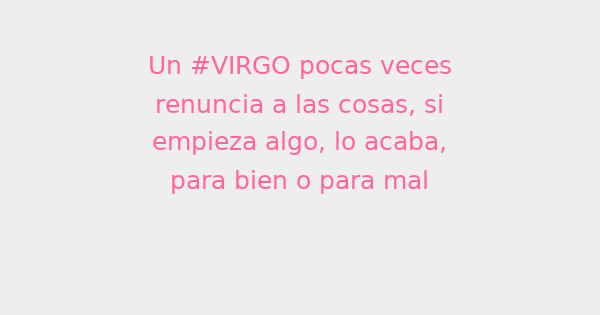 Un #VIRGO pocas veces
renuncia a las cosas, si
empieza algo, lo acaba,
para bien o para mal